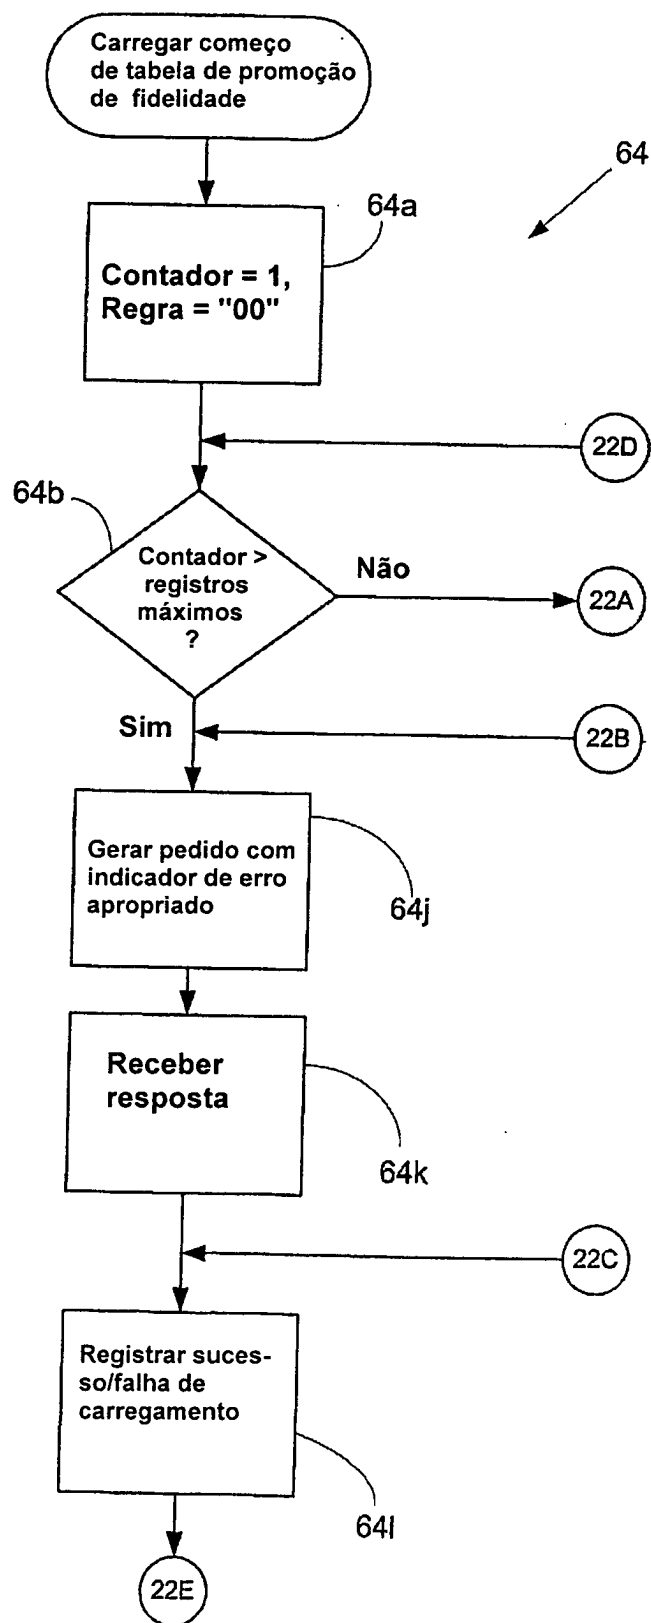 Carregar começo
de tabela de promoção
de fidelidade
64
64a
Contador = 1,
Regra = "00"
22D
64b
Contador >
registros
máximos
?
Não
22A
Sim
22B
Gerar pedido com
indicador de erro
apropriado
64j
Receber
resposta
64k
22C
Registrar suces-
so/falha de
carregamento
64l
22E